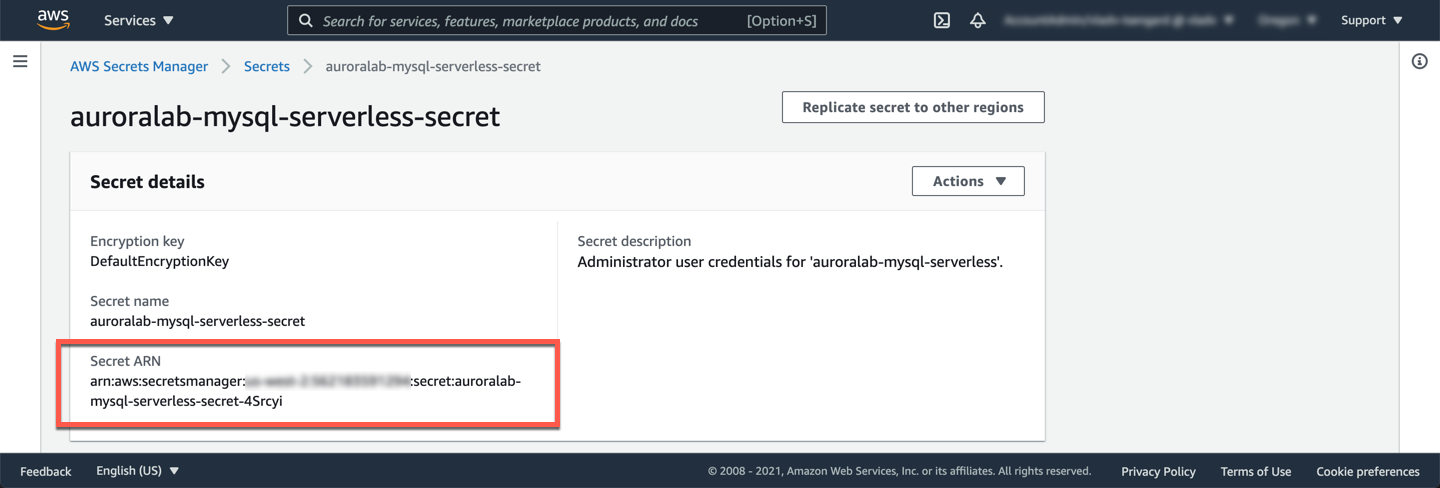 aws
Services ▼
Search for services, features, marketplace products, and docs [Option+S]
Support ▼
AWS Secrets Manager > Secrets > auroralab-mysql-serverless-secret
auroralab-mysql-serverless-secret
Replicate secret to other regions
Secret details
Actions ▼
Encryption key
DefaultEncryptionKey
Secret description
Administrator user credentials for 'auroralab-mysql-serverless'.
Secret name
auroralab-mysql-serverless-secret
Secret ARN
arn:aws:secretsmanager: :secret:auroralab-
mysql-serverless-secret-4Srcyi
Feedback English (US) ▼ © 2008 - 2021, Amazon Web Services, Inc. or its affiliates. All rights reserved. Privacy Policy Terms of Use Cookie preferences